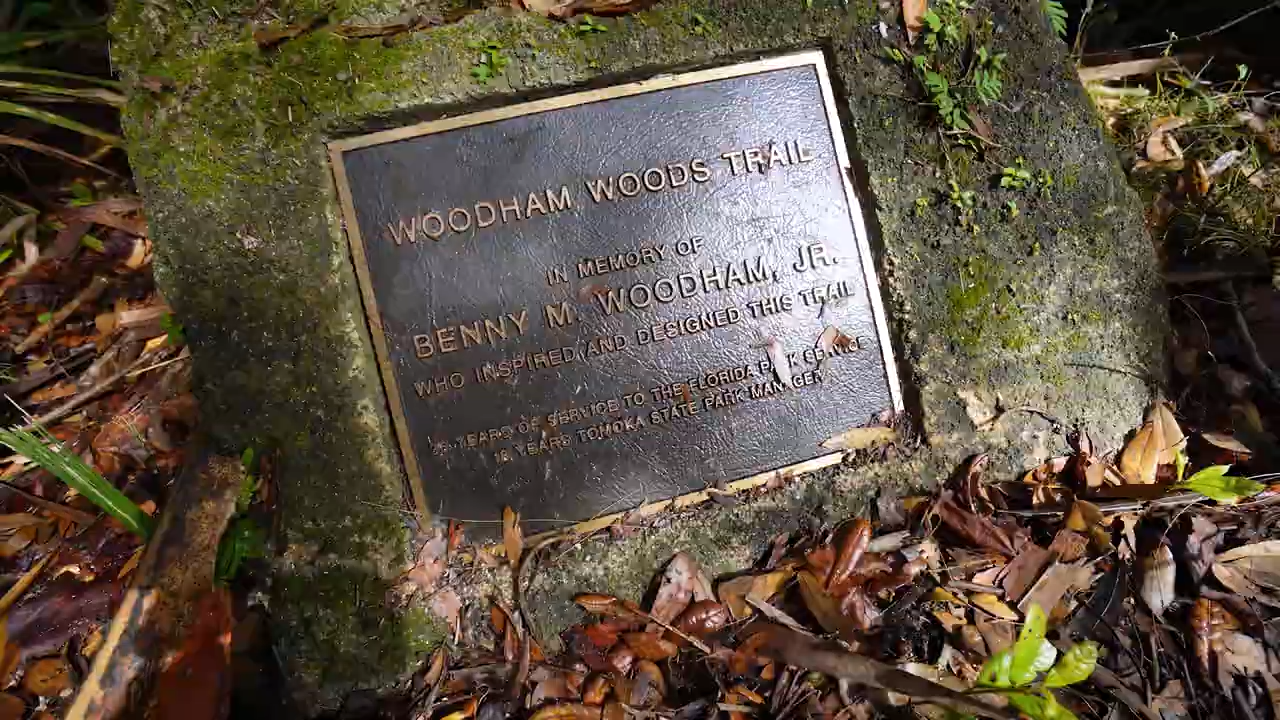 WOODHAM WOODS TRAIL
IN MEMORY OF
BENNY M. WOODHAM, JR.
WHO INSPIRED AND DESIGNED THIS TRAIL
YEARS OF SERVICE TO THE FLORIDA PARK SERVICE
YEARS TOMOKA STATE PARK MANAGER